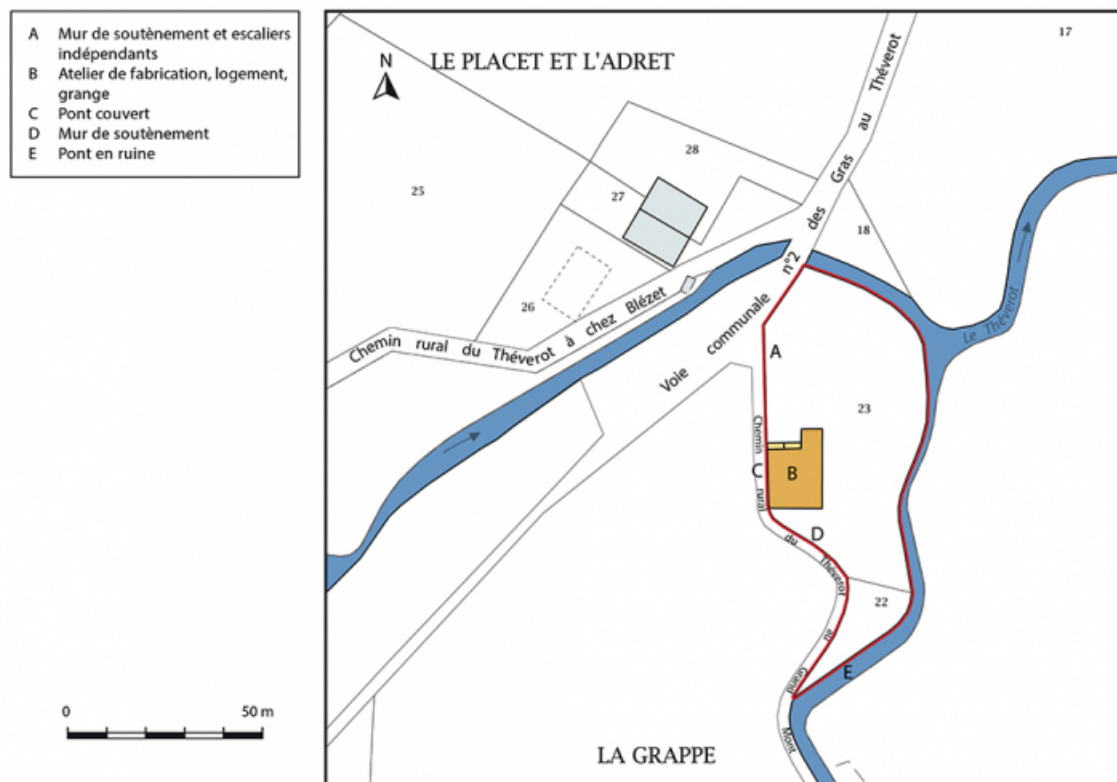 A Mur de soutènement et escaliers
indépendants
B Atelier de fabrication, logement,
grange
C Pont couvert
D Mur de soutènement
E Pont en ruine
N
LE PLACET ET L'ADRET
17
28
25
27
18
26
Voie communale n°2 des Gras au Théverot
Chemin rural du Théverot à chez Blézet
Le Théverot
A
23
C
B
D
22
E
Chemin rural du Théverot au Grand Mont
0 50 m
LA GRAPPE